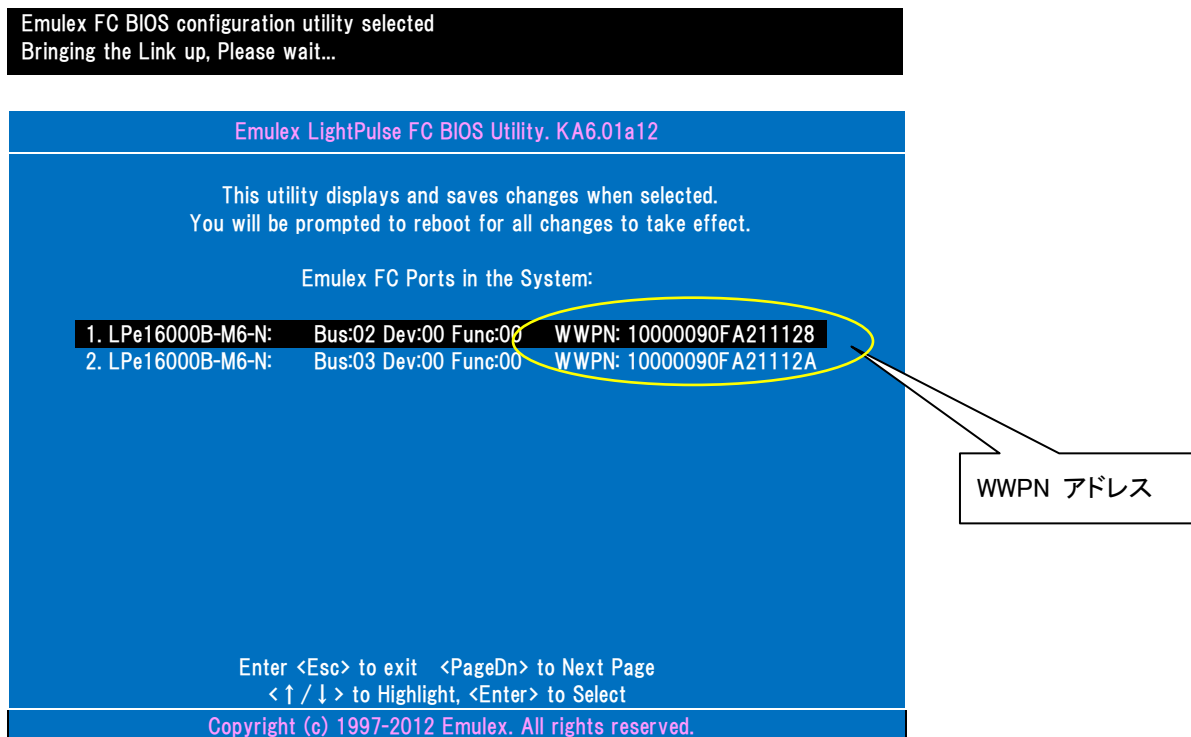 Emulex FC BIOS configuration utility selected
Bringing the Link up, Please wait...
Emulex LightPulse FC BIOS Utility. KA6.01a12
This utility displays and saves changes when selected.
You will be prompted to reboot for all changes to take effect.
Emulex FC Ports in the System:
1. LPe16000B-M6-N: Bus:02 Dev:00 Func:00 WWPN: 10000090FA211128
2. LPe16000B-M6-N: Bus:03 Dev:00 Func:00 WWPN: 10000090FA21112A
WWPN アドレス
Enter <Esc> to exit <PageDn> to Next Page
<↑/↓> to Highlight, <Enter> to Select
Copyright (c) 1997-2012 Emulex. All rights reserved.